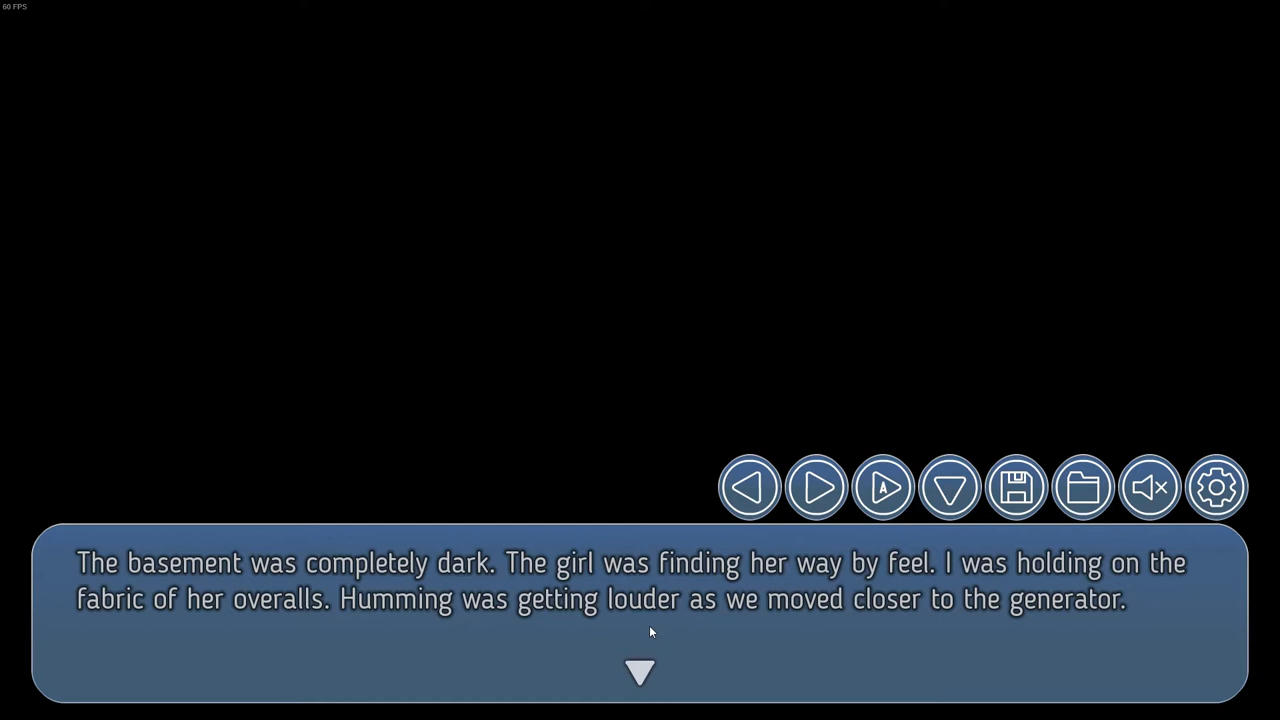 60 FPS
A
The basement was completely dark. The girl was finding her way by feel. I was holding on the
fabric of her overalls. Humming was getting louder as we moved closer to the generator.